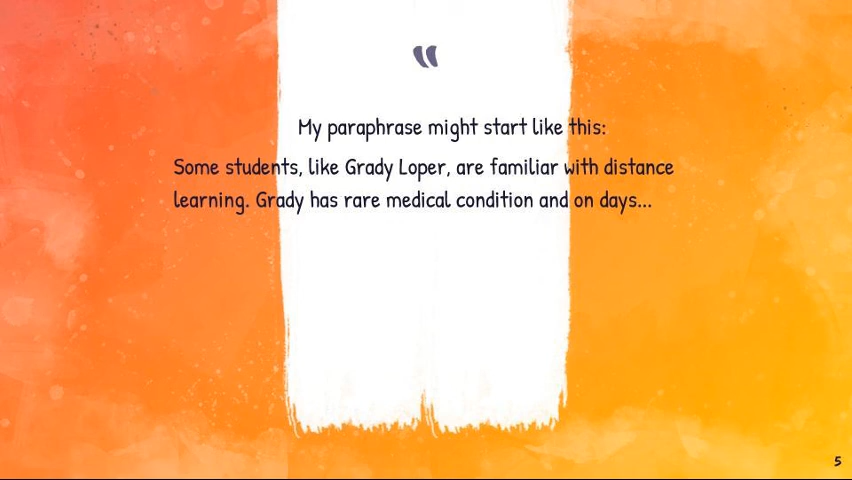 “
My paraphrase might start like this:
Some students, like Grady Loper, are familiar with distance
learning. Grady has rare medical condition and on days...
5